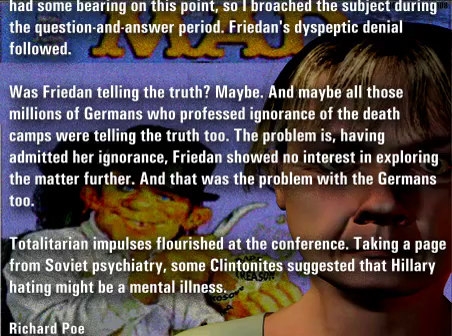 had some bearing on this point, so I broached the subject during
the question-and-answer period. Friedan's dyspeptic denial
followed.
Was Friedan telling the truth? Maybe. And maybe all those
millions of Germans who professed ignorance of the death
camps were telling the truth too. The problem is, having
admitted her ignorance, Friedan showed no interest in exploring
the matter further. And that was the problem with the Germans
too.
Totalitarian impulses flourished at the conference. Taking a page
from Soviet psychiatry, some Clintonites suggested that Hillary
hating might be a mental illness.
Richard Poe
MAD